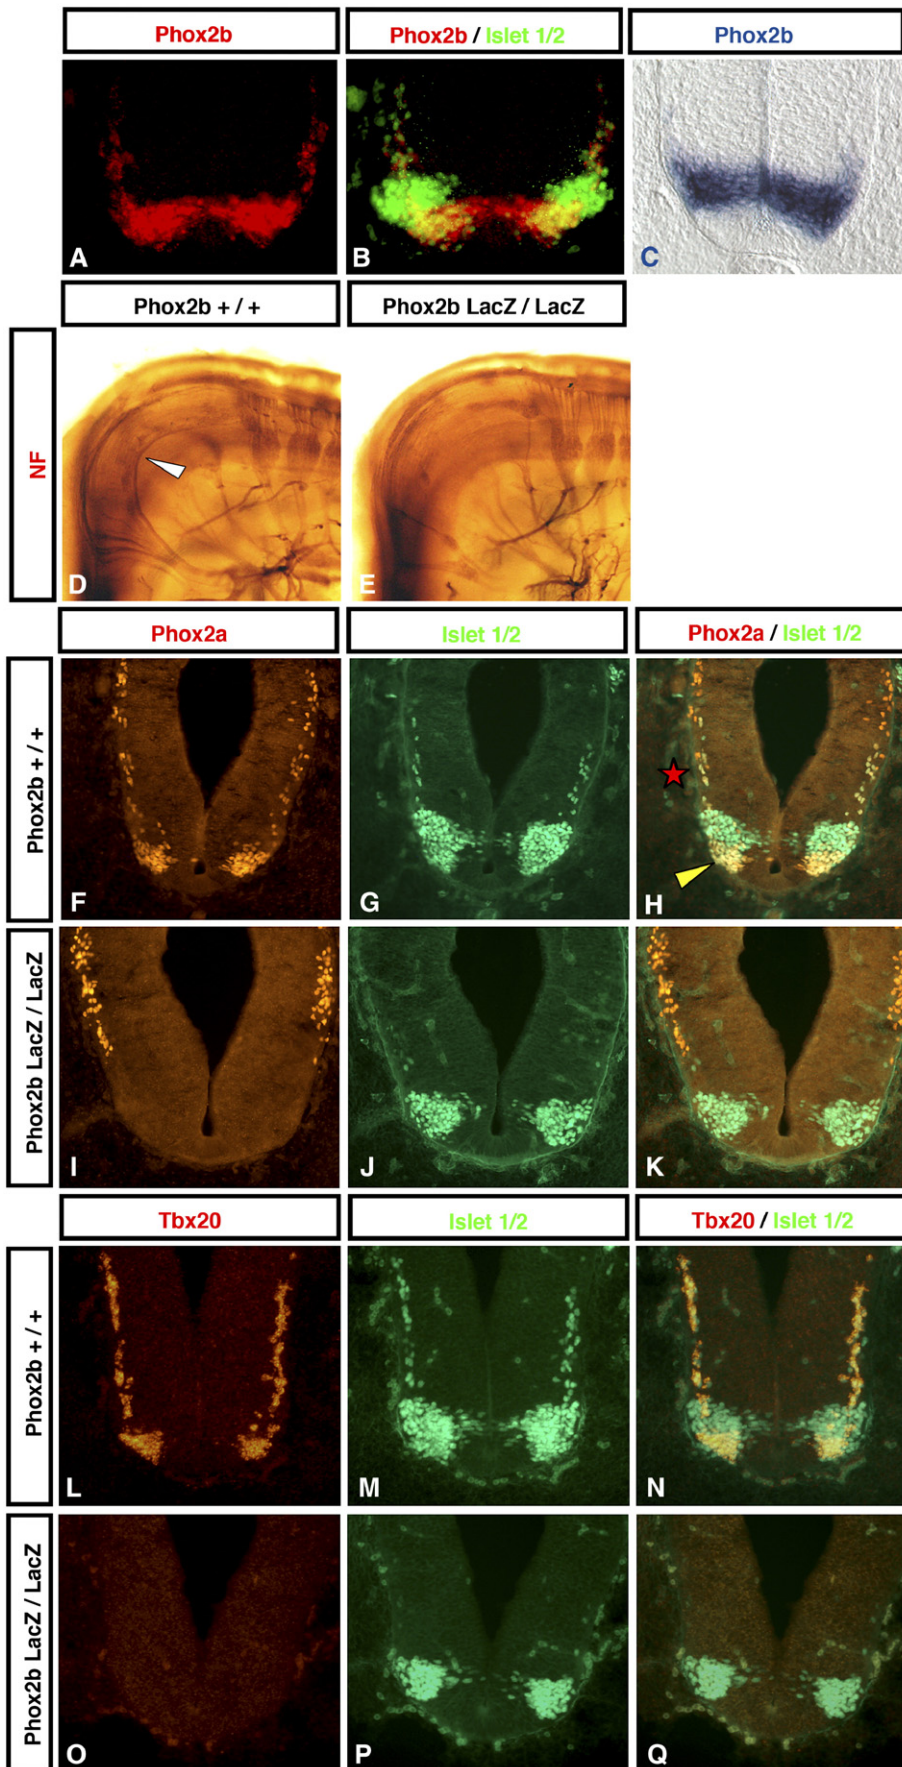 Phox2b
Phox2b / Islet 1/2
Phox2b
A
B
C
Phox2b + / +
Phox2b LacZ / LacZ
NF
D
E
Phox2a
Islet 1/2
Phox2a / Islet 1/2
Phox2b + / +
F
G
H
Phox2b LacZ / LacZ
I
J
K
Tbx20
Islet 1/2
Tbx20 / Islet 1/2
Phox2b + / +
L
M
N
Phox2b LacZ / LacZ
O
P
Q